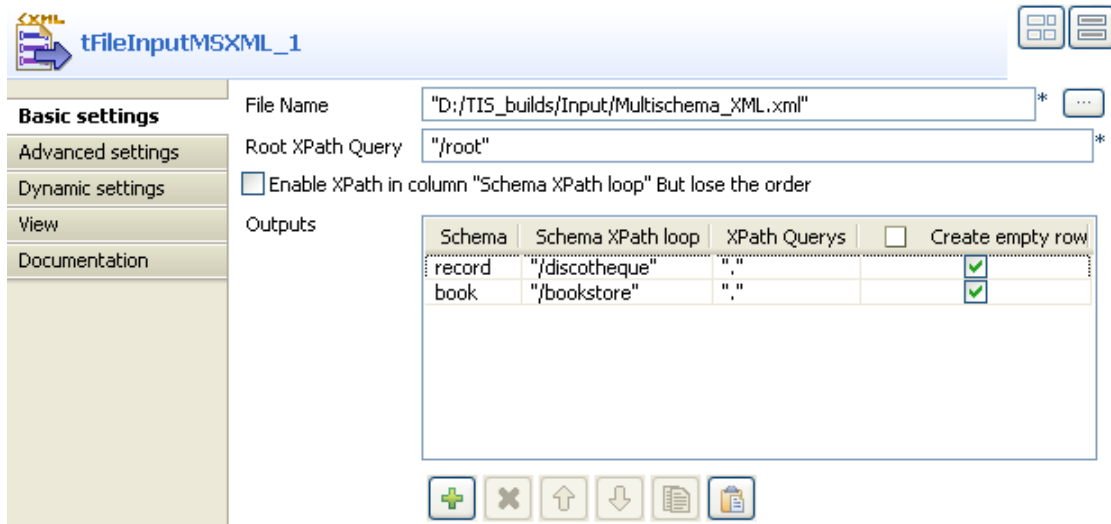 XML
tFileInputMSXML_1
Basic settings
Advanced settings
Dynamic settings
View
Documentation
File Name "D:/TIS_builds/Input/Multischema_XML.xml" * ...
Root XPath Query "/root" *
Enable XPath in column "Schema XPath loop" But lose the order
Outputs
Schema Schema XPath loop XPath Querys Create empty row
record "/discotheque" "."
book "/bookstore" "."